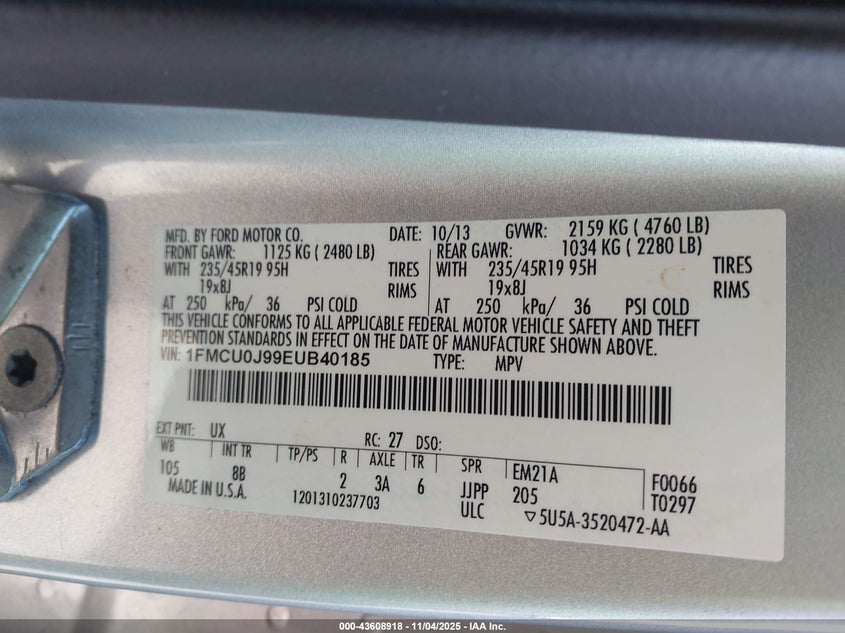 MFD. BY FORD MOTOR CO. DATE: 10/13 GVWR: 2159 KG ( 4760 LB)
FRONT GAWR: 1125 KG ( 2480 LB) REAR GAWR: 1034 KG ( 2280 LB)
WITH 235/45R19 95H TIRES WITH 235/45R19 95H TIRES
19x8J RIMS 19x8J RIMS
AT 250 kPa/ 36 PSI COLD AT 250 kPa/ 36 PSI COLD
THIS VEHICLE CONFORMS TO ALL APPLICABLE FEDERAL MOTOR VEHICLE SAFETY AND THEFT
PREVENTION STANDARDS IN EFFECT ON THE DATE OF MANUFACTURE SHOWN ABOVE.
VIN: 1FMCU0J99EUB40185 TYPE: MPV
EXT PNT: UX RC: 27 DSO:
WB INT TR TP/PS R AXLE TR SPR EM21A F0066
105 8B 2 3A 6 JJPP 205 T0297
MADE IN U.S.A. 1201310237703 ULC ▽5U5A-3520472-AA
000-43608918 - 11/04/2025 - IAA Inc.